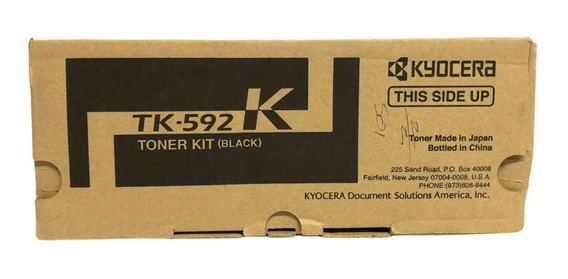 KYOCERA
THIS SIDE UP
TK-592 K
TONER KIT (BLACK)
Toner Made in Japan
Bottled in China
225 Sand Road, P.O. Box 40008
Fairfield, New Jersey 07004-0008, U.S.A.
PHONE:(973)808-8444
KYOCERA Document Solutions America, Inc.